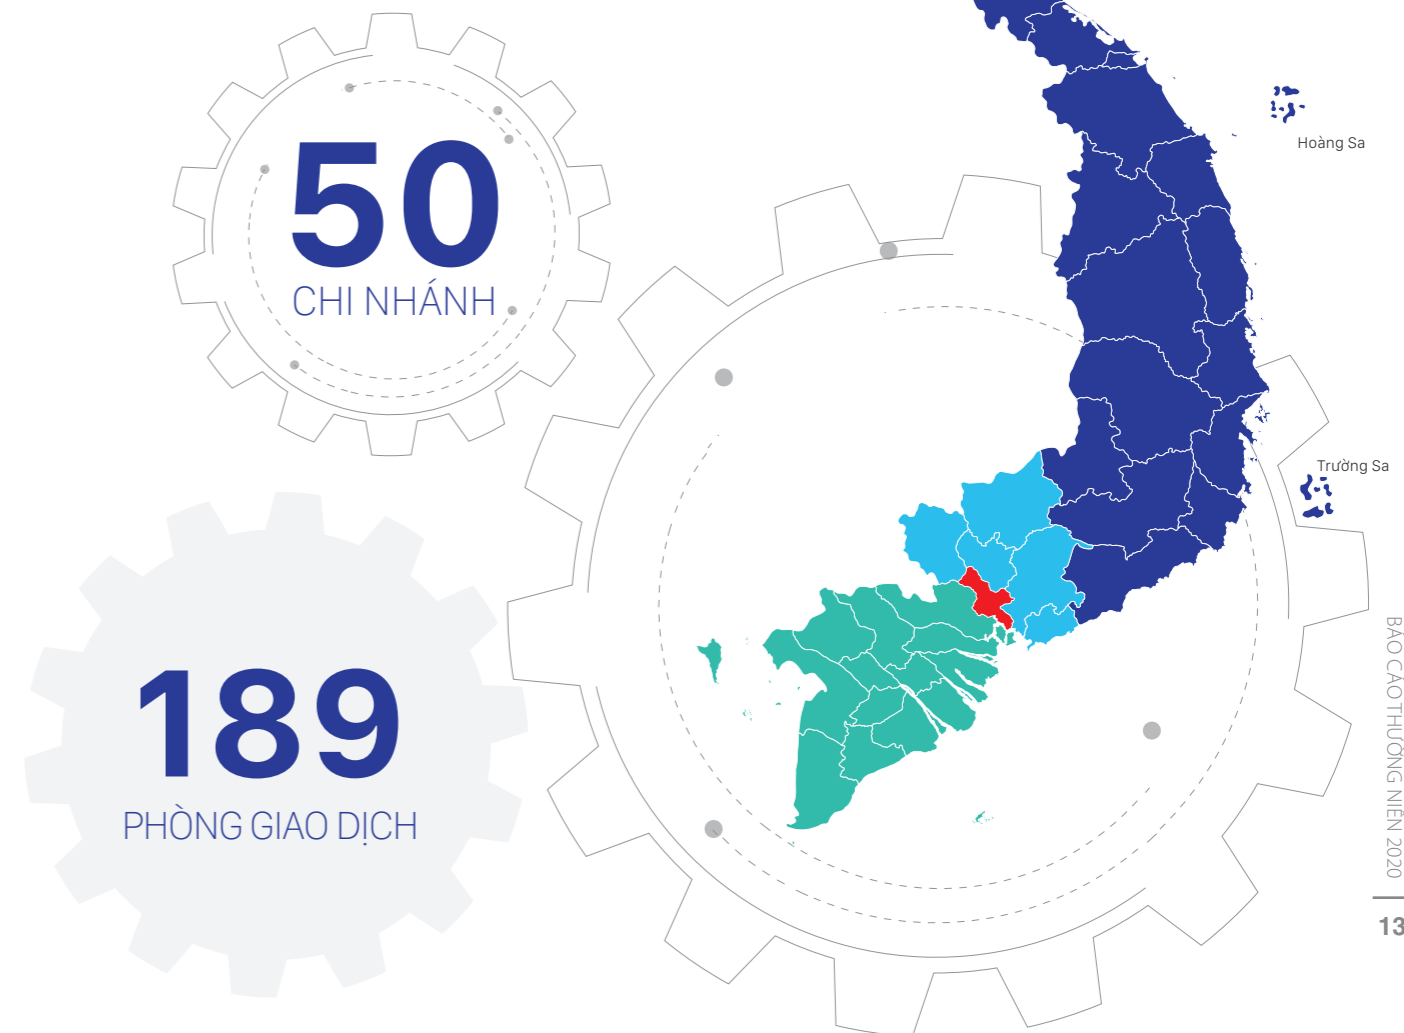 50
CHI NHÁNH
Hoàng Sa
Trường Sa
189
PHÒNG GIAO DỊCH
BÁO CÁO THƯỜNG NIÊN 2020
13